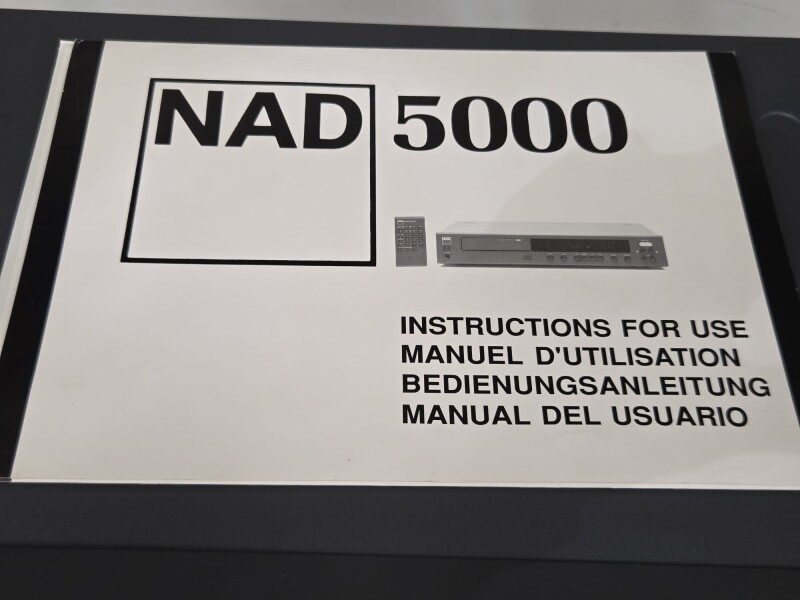 NAD 5000
INSTRUCTIONS FOR USE
MANUEL D'UTILISATION
BEDIENUNGSANLEITUNG
MANUAL DEL USUARIO